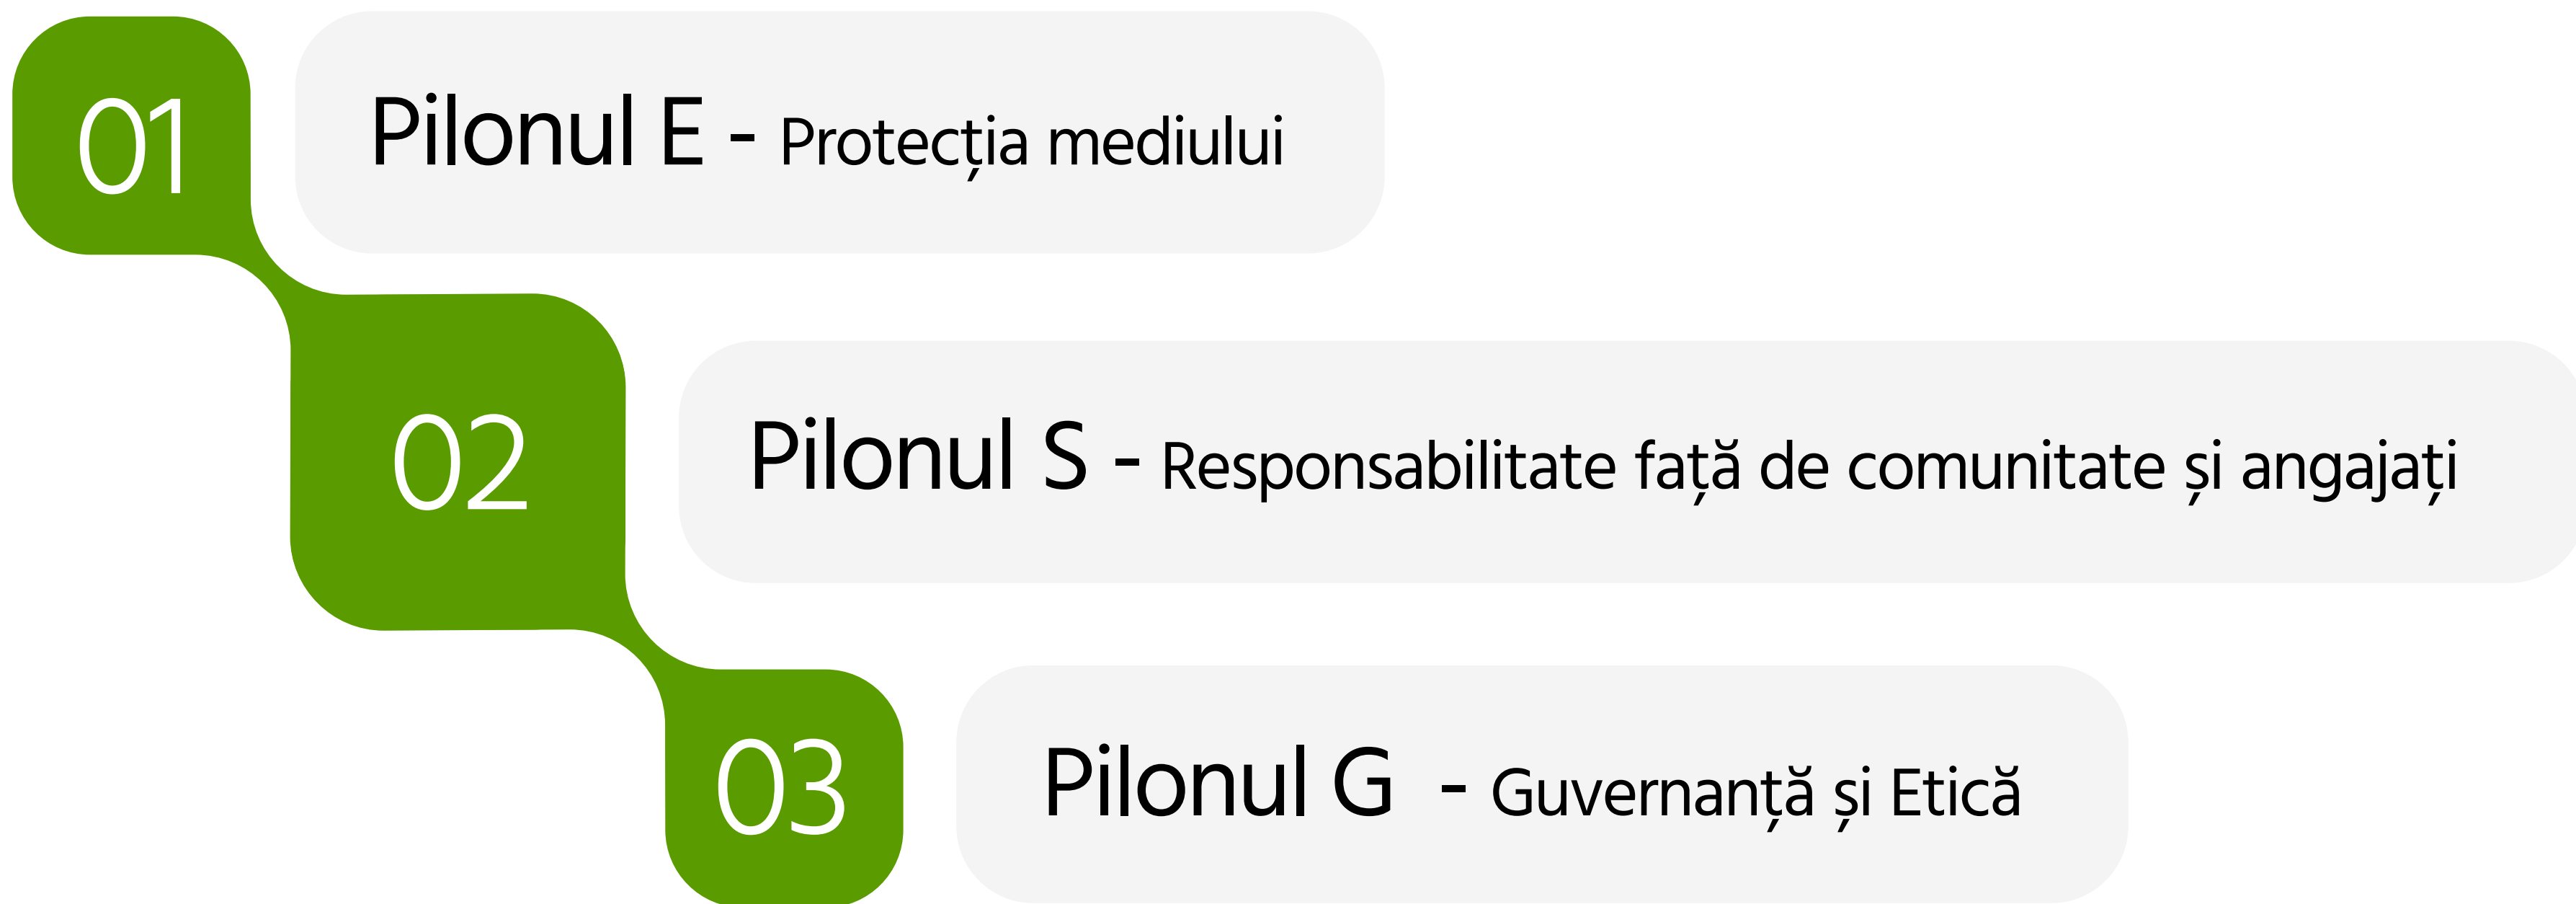 01
Pilonul E - Protecția mediului
02
Pilonul S - Responsabilitate față de comunitate și angajați
03
Pilonul G - Guvernanță și Etică